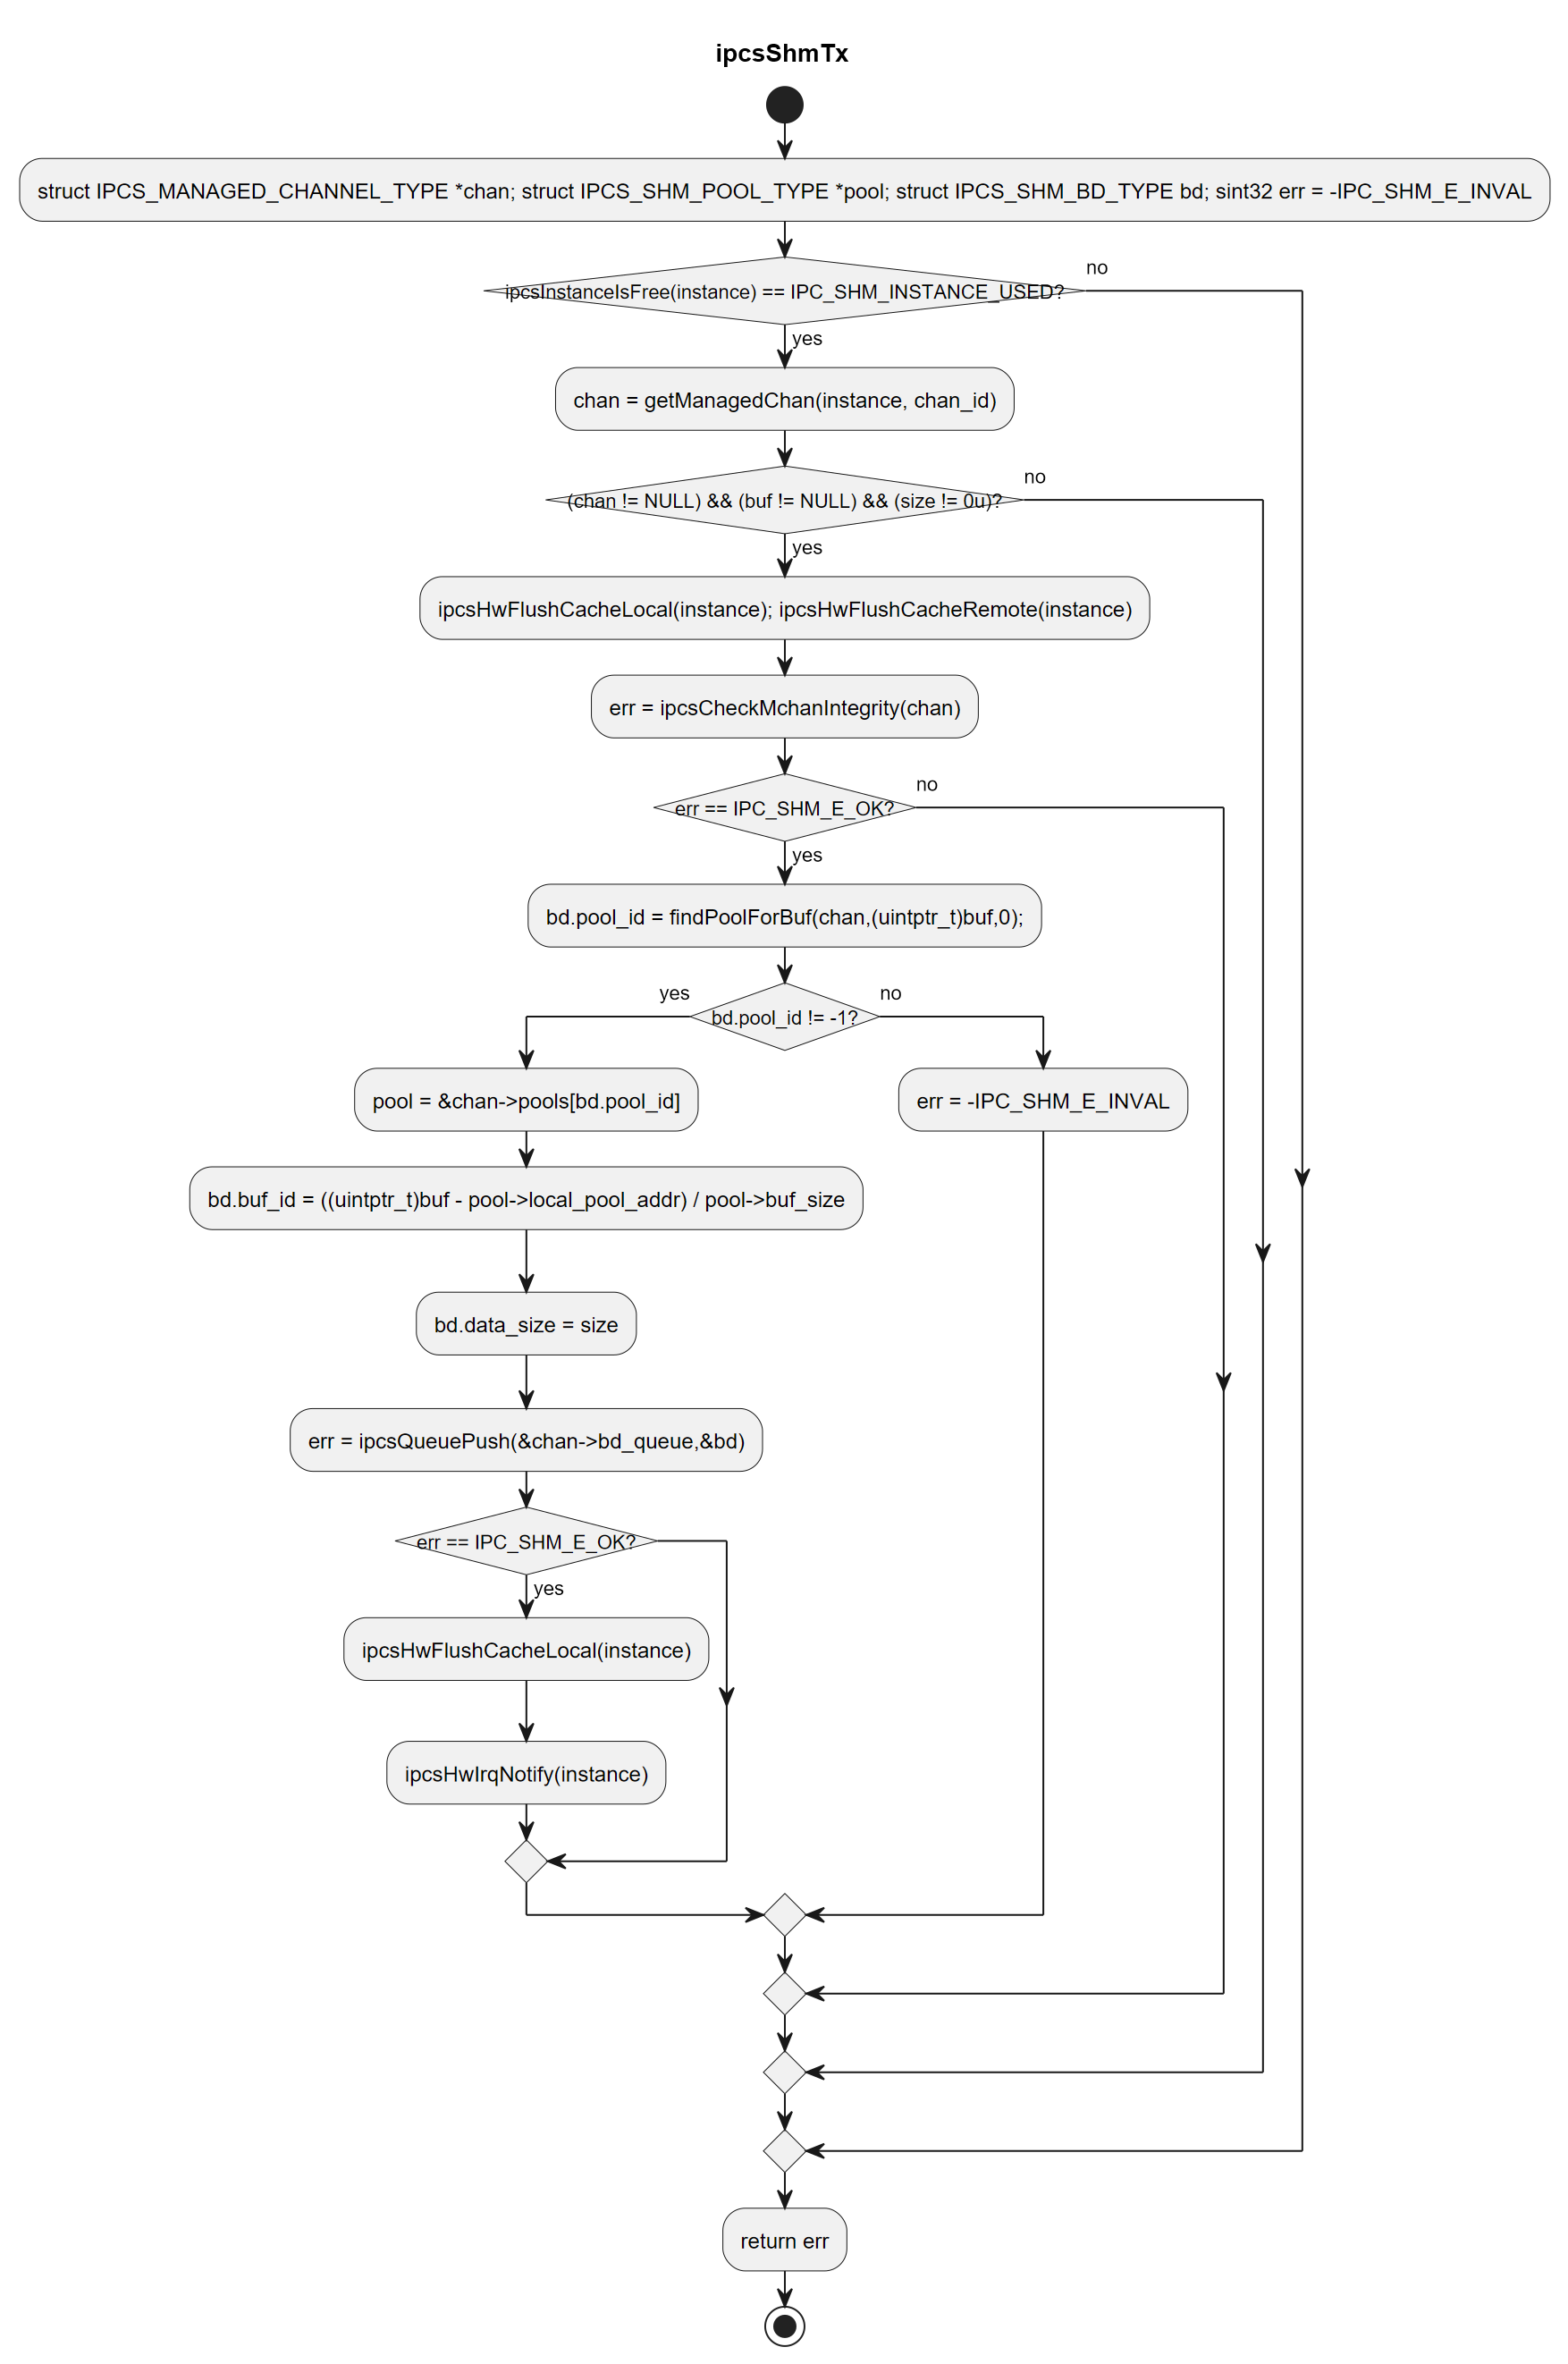 ipcsShmTx
struct IPCS_MANAGED_CHANNEL_TYPE *chan; struct IPCS_SHM_POOL_TYPE *pool; struct IPCS_SHM_BD_TYPE bd; sint32 err = -IPC_SHM_E_INVAL
ipcsInstanceIsFree(instance) == IPC_SHM_INSTANCE_USED?
no
yes
chan = getManagedChan(instance, chan_id)
(chan != NULL) && (buf != NULL) && (size != 0u)?
no
yes
ipcsHwFlushCacheLocal(instance); ipcsHwFlushCacheRemote(instance)
err = ipcsCheckMchanIntegrity(chan)
err == IPC_SHM_E_OK?
no
yes
bd.pool_id = findPoolForBuf(chan,(uintptr_t)buf,0);
yes
bd.pool_id != -1?
no
pool = &chan->pools[bd.pool_id]
err = -IPC_SHM_E_INVAL
bd.buf_id = ((uintptr_t)buf - pool->local_pool_addr) / pool->buf_size
bd.data_size = size
err = ipcsQueuePush(&chan->bd_queue,&bd)
err == IPC_SHM_E_OK?
yes
ipcsHwFlushCacheLocal(instance)
ipcsHwIrqNotify(instance)
return err